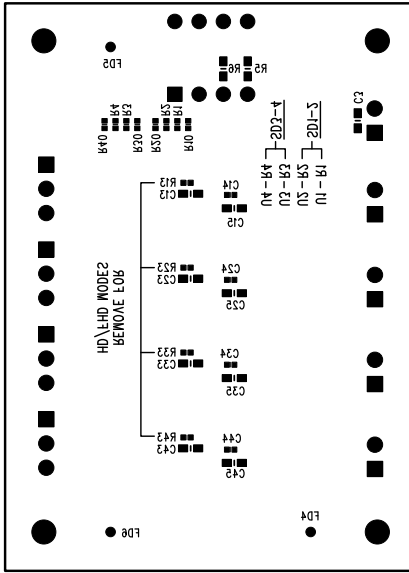 FD5
R6
R5
C3
R40
R4
R3
R30
R20
R2
R1
R10
SD3-4
SD1-2
U4 - R4
U3 - R3
U2 - R2
U1 - R1
R13
C13
C14
C15
REMOVE FOR
HD/FHD MODES
R23
C23
C24
C25
R33
C33
C34
C35
R43
C43
C44
C45
FD6
FD4